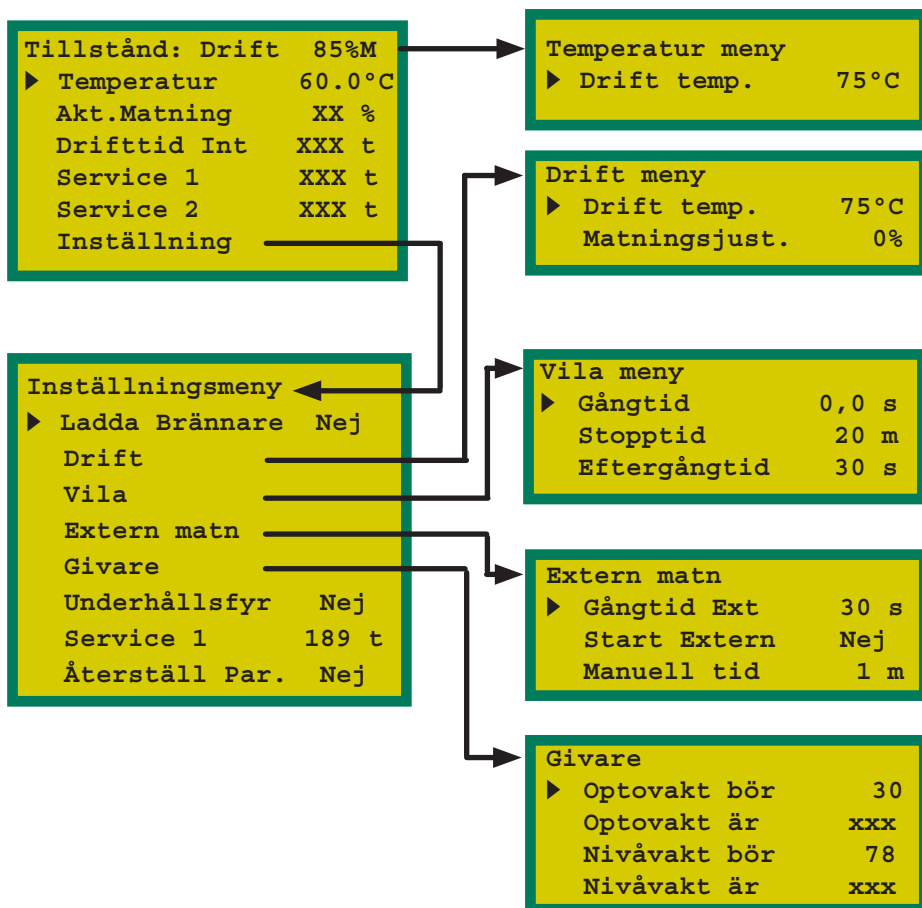 Tillstånd: Drift 85%M
Temperatur 60.0°C
Akt.Matning XX %
Drifttid Int XXX t
Service 1 XXX t
Service 2 XXX t
Inställning
Temperatur meny
Drift temp. 75°C
Drift meny
Drift temp. 75°C
Matningsjust. 0%
Inställningsmeny
Ladda Brännare Nej
Drift
Vila
Extern matn
Givare
Underhållsfyr Nej
Service 1 189 t
Återställ Par. Nej
Vila meny
Gångtid 0,0 s
Stopptid 20 m
Eftergångtid 30 s
Extern matn
Gångtid Ext 30 s
Start Extern Nej
Manuell tid 1 m
Givare
Optovakt bör 30
Optovakt är xxx
Nivåvakt bör 78
Nivåvakt är xxx